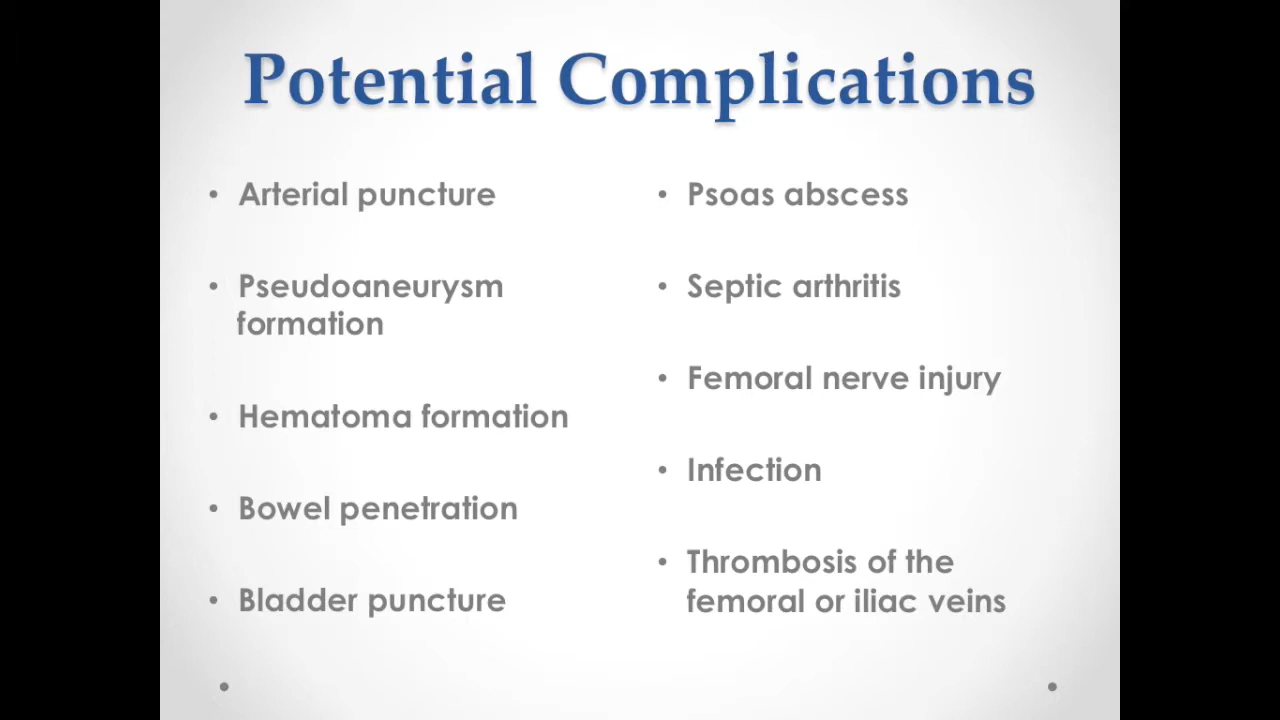 Potential Complications
• Arterial puncture
• Pseudoaneurysm
formation
• Hematoma formation
• Bowel penetration
• Bladder puncture
• Psoas abscess
• Septic arthritis
• Femoral nerve injury
• Infection
• Thrombosis of the
femoral or iliac veins